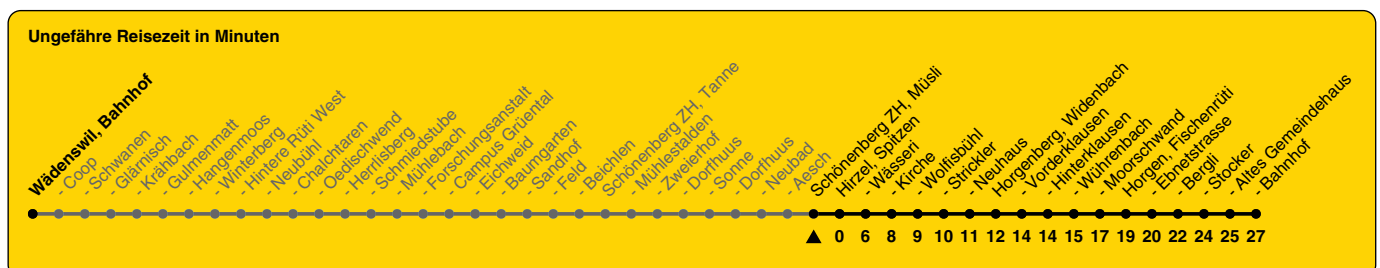 Ungefähre Reisezeit in Minuten
Wädenswil, Bahnhof
- Coop
- Schwanen
- Glärnisch
- Krähbach
- Gulmenmatt
- Hangenmoos
- Winterberg
- Hintere Rüti West
- Neubühl
- Chalchtaren
- Oedischwend
- Herrlisberg
- Schmiedstube
- Mühlebach
- Forschungsanstalt
- Campus Grüental
- Eichweid
- Baumgarten
- Sandhof
- Feld
- Beichlen
Schönenberg ZH, Tanne
- Mühlestalden
- Zweierhof
- Dorfhuus
- Sonne
- Dorfhuus
- Neubad
- Aesch
Schönenberg ZH, Müsli
Hirzel, Spitzen
- Wässeri
- Kirche
- Wolfisbühl
- Strickler
- Neuhaus
Horgenberg, Widenbach
- Vorderklausen
- Hinterklausen
- Würenbach
- Moorschwand
Horgen, Fischenrüti
- Ebnetstrasse
- Bergli
- Stocker
- Altes Gemeindehaus
- Bahnhof
0 6 8 9 10 11 12 14 14 15 17 19 20 22 24 25 27